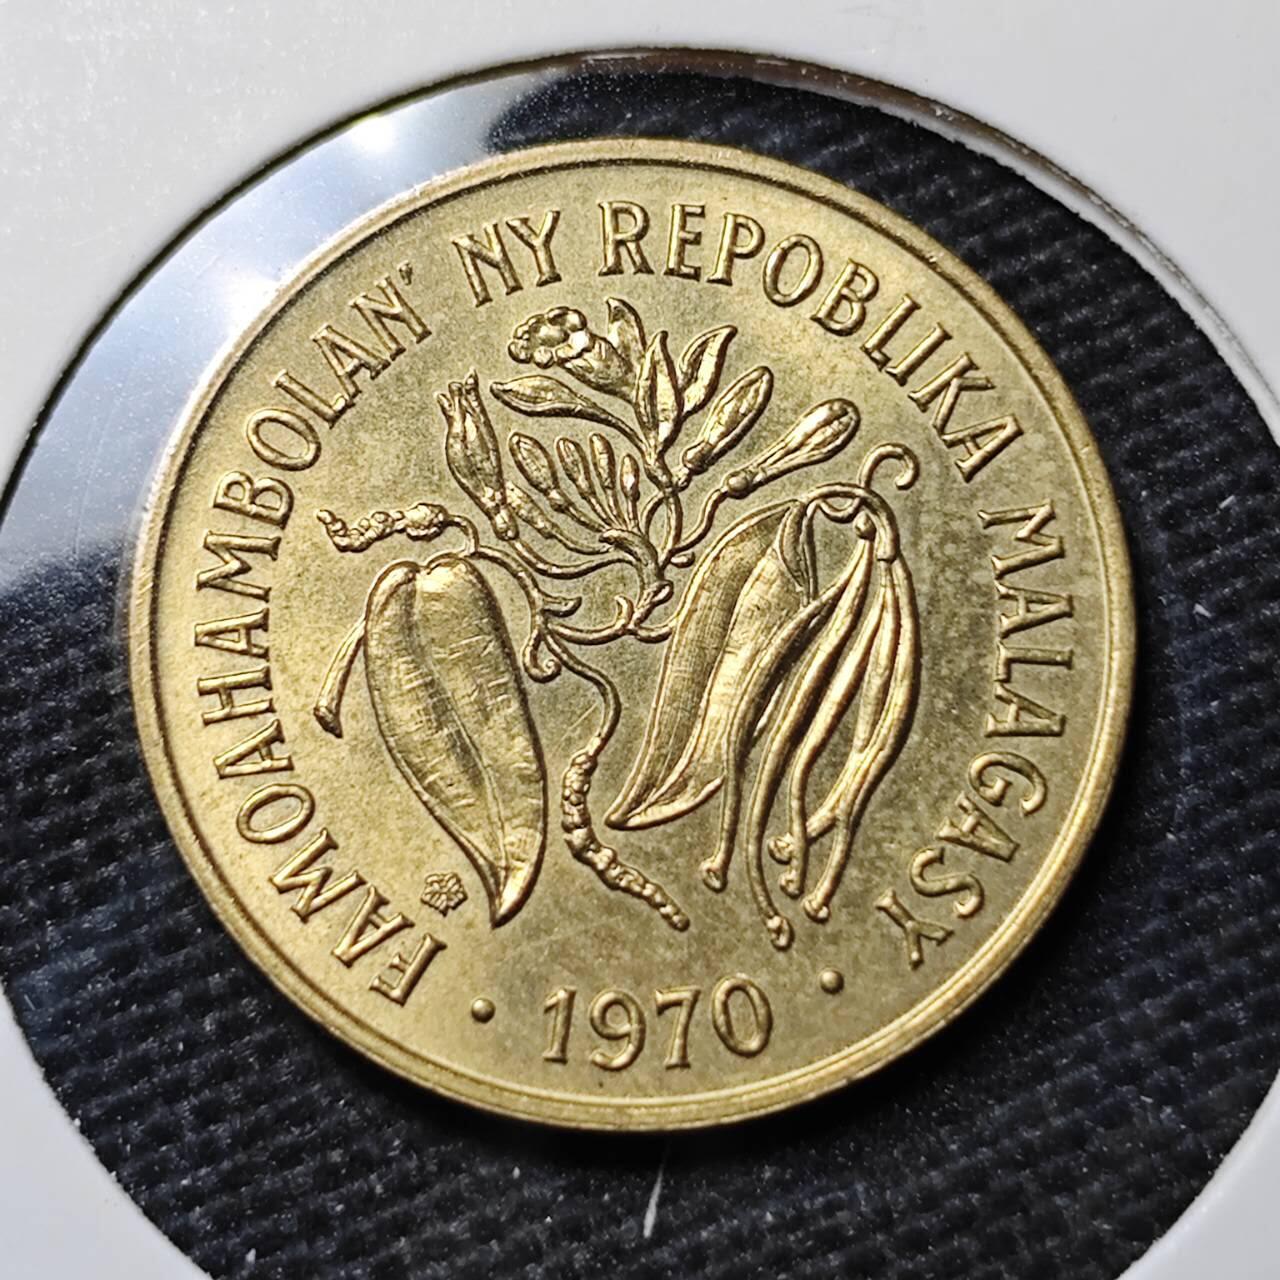 FAMOAHAMBOLAN' NY REPOBLIKA MALAGASY
• 1970 •